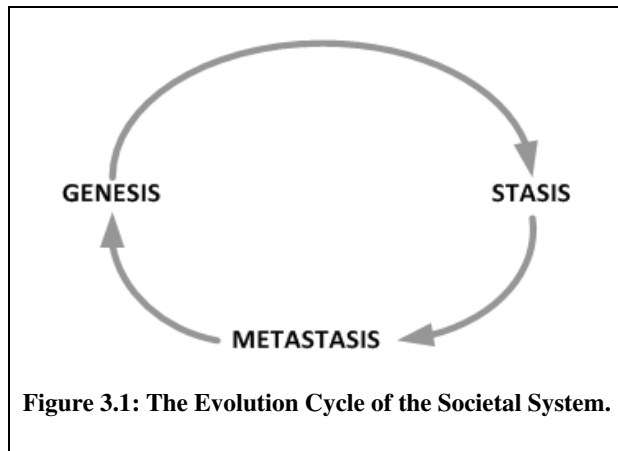 GENESIS
STASIS
METASTASIS
Figure 3.1: The Evolution Cycle of the Societal System.